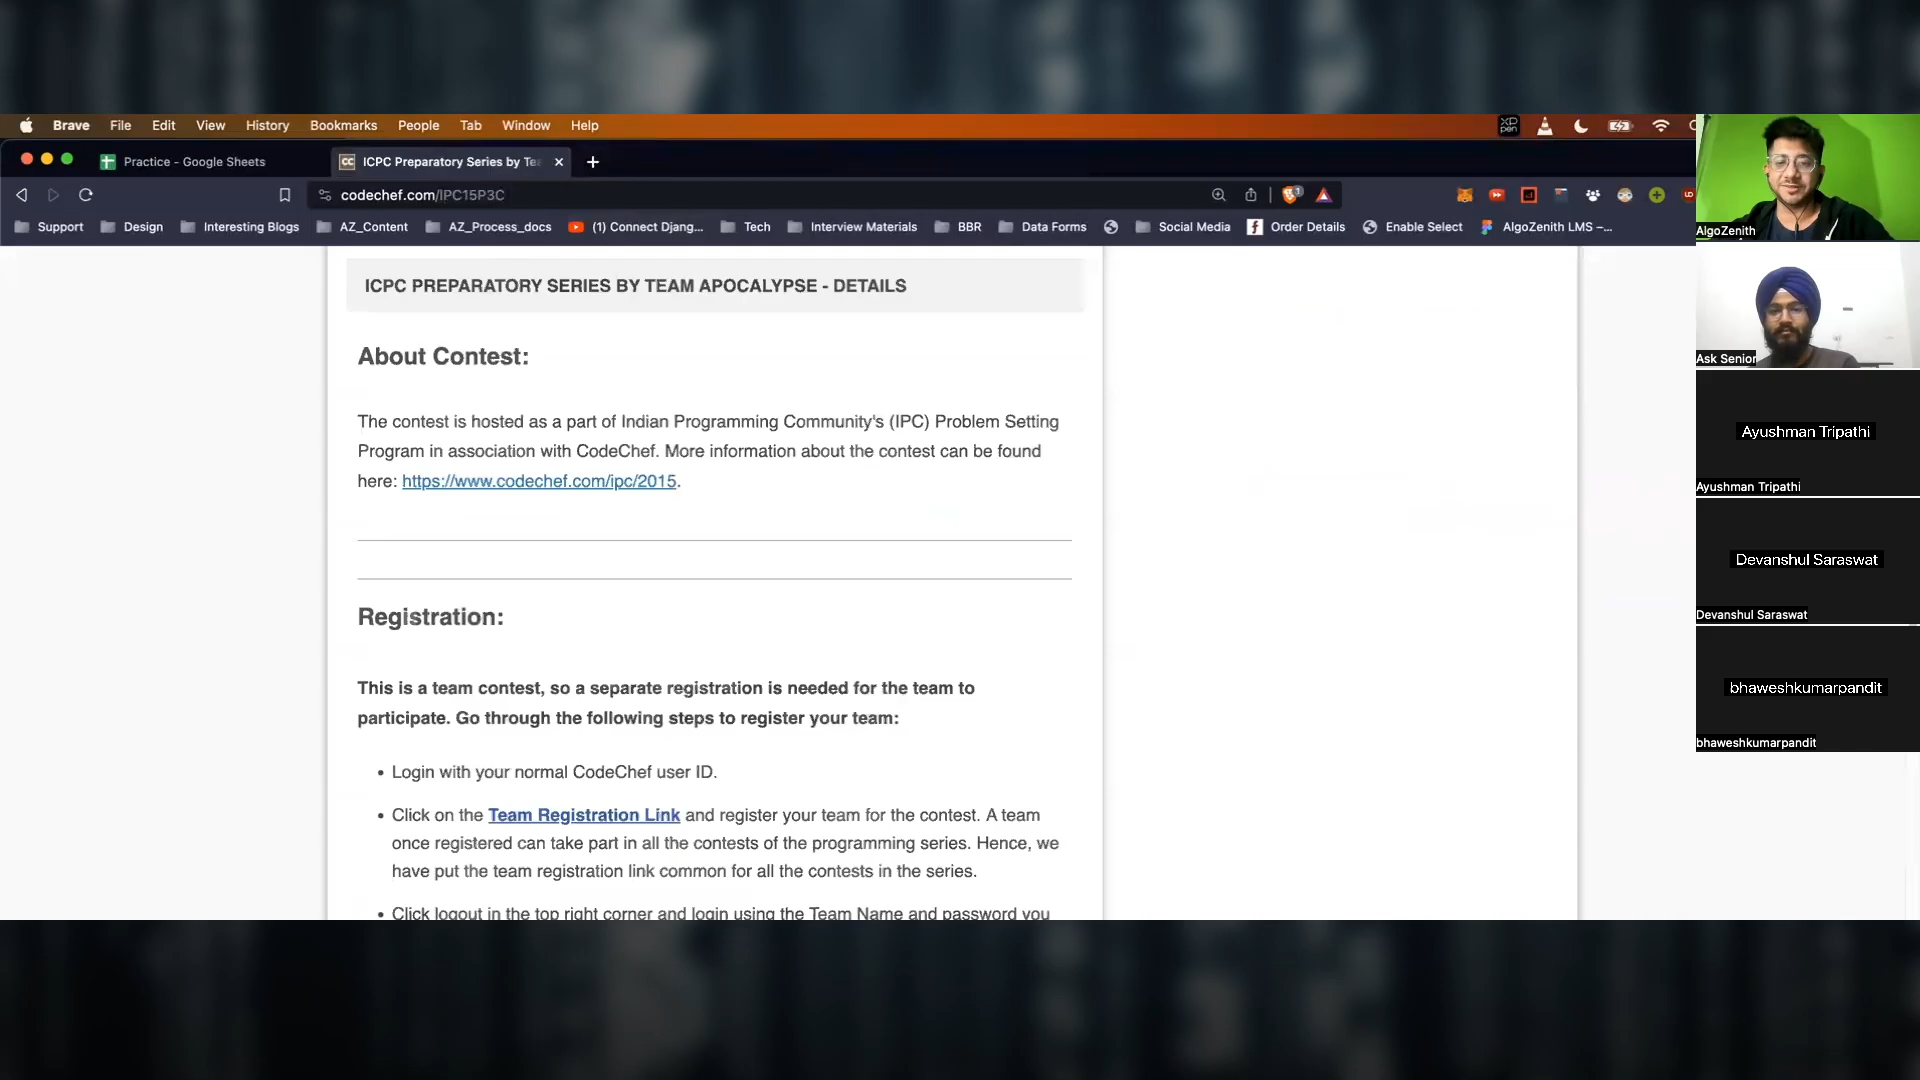 Brave File Edit View History Bookmarks People Tab Window Help
XP pen
Practice - Google Sheets
CC ICPC Preparatory Series by Te
codechef.com/IPC15P3C
Support Design Interesting Blogs AZ_Content AZ_Process_docs (1) Connect Djang... Tech Interview Materials BBR Data Forms Social Media Order Details Enable Select AlgoZenith LMS –...
ICPC PREPARATORY SERIES BY TEAM APOCALYPSE - DETAILS
About Contest:
The contest is hosted as a part of Indian Programming Community's (IPC) Problem Setting
Program in association with CodeChef. More information about the contest can be found
here: https://www.codechef.com/ipc/2015.
Registration:
This is a team contest, so a separate registration is needed for the team to
participate. Go through the following steps to register your team:
• Login with your normal CodeChef user ID.
• Click on the Team Registration Link and register your team for the contest. A team
once registered can take part in all the contests of the programming series. Hence, we
have put the team registration link common for all the contests in the series.
• Click logout in the top right corner and login using the Team Name and password you
AlgoZenith
Ask Senior
Ayushman Tripathi
Ayushman Tripathi
Devanshul Saraswat
Devanshul Saraswat
bhaweshkumarpandit
bhaweshkumarpandit